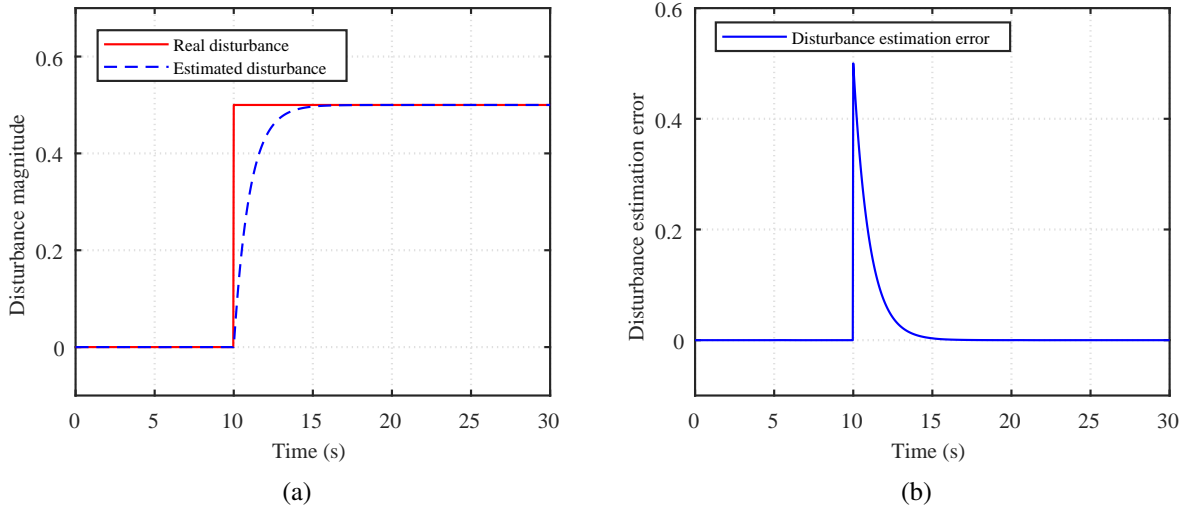 Real disturbance
Estimated disturbance
0.6
0.4
0.2
0
Disturbance magnitude
0 5 10 15 20 25 30
Time (s)
(a)
Disturbance estimation error
0.6
0.4
0.2
0
Disturbance estimation error
0 5 10 15 20 25 30
Time (s)
(b)